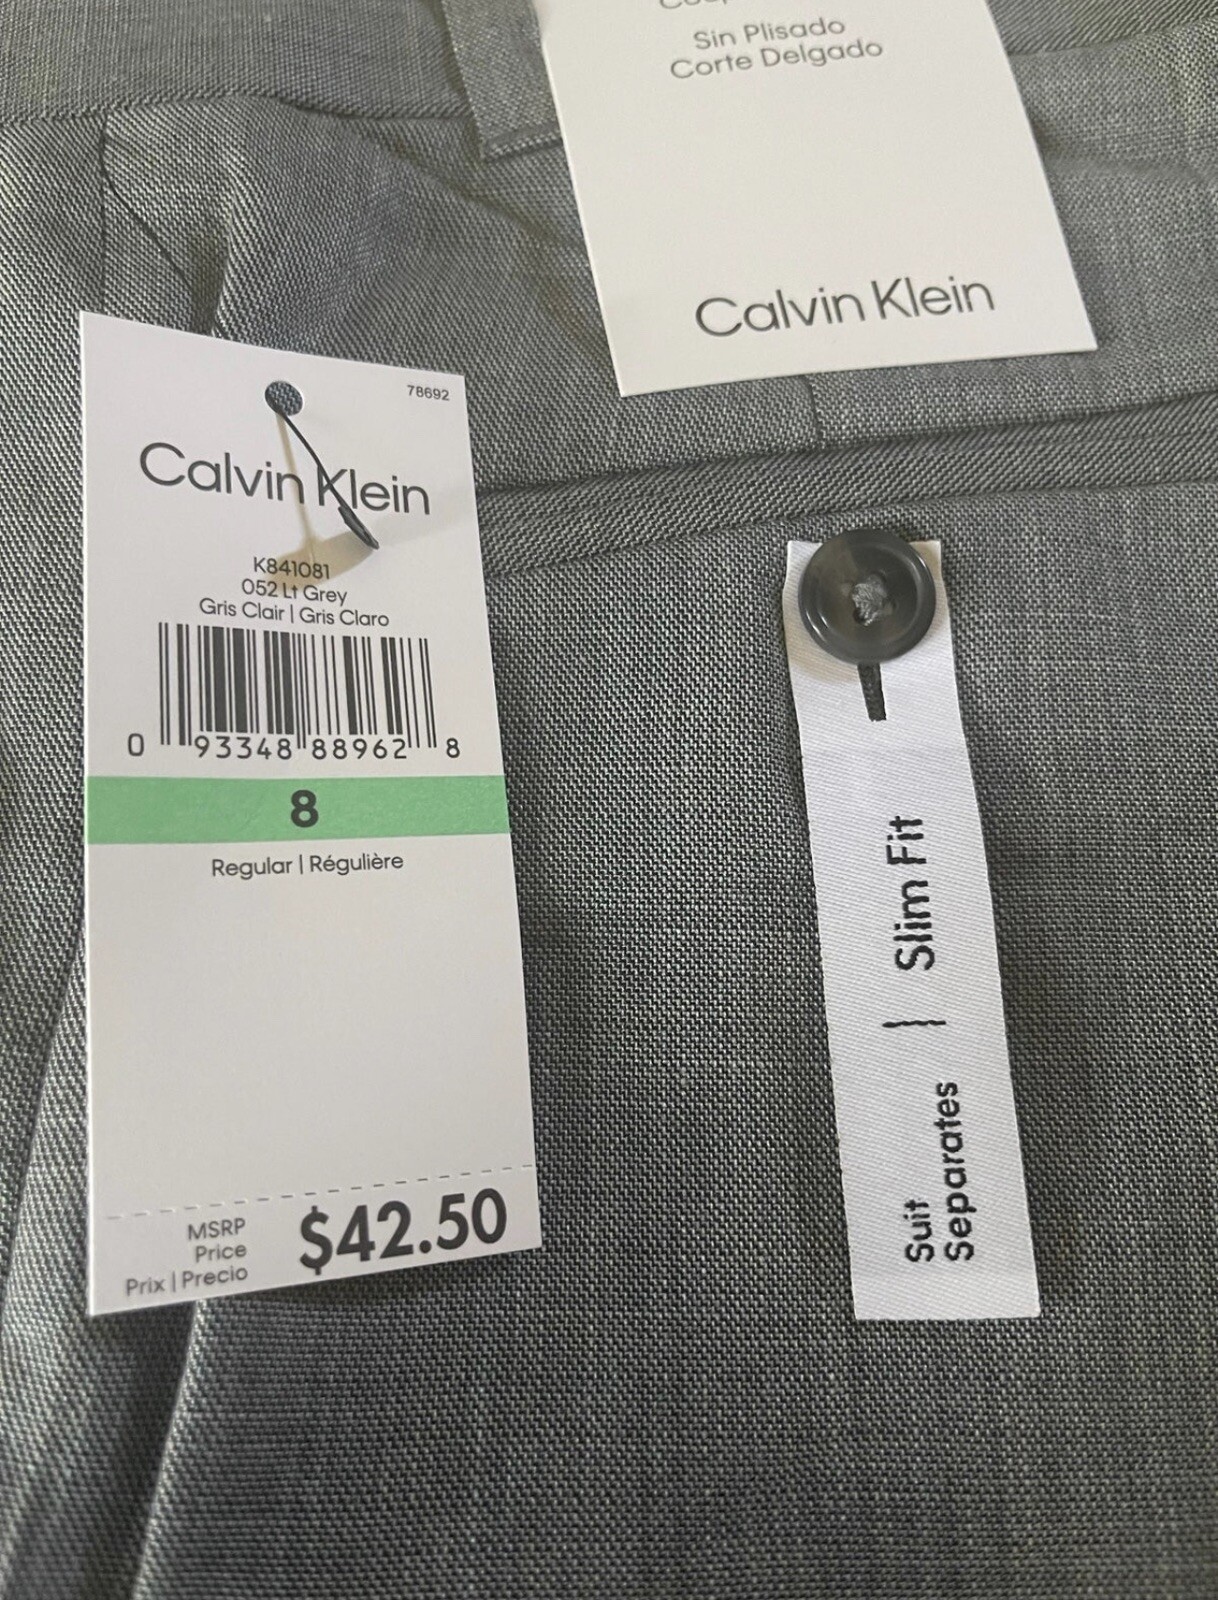 Sin Plisado
Corte Delgado
Calvin Klein
78692
Calvin Klein
K841081
052 Lt Grey
Gris Clair | Gris Claro
0 93348 88962 8
8
Regular | Régulière
MSRP
Price
Prix | Precio
$42.50
Suit
Separates
| Slim Fit